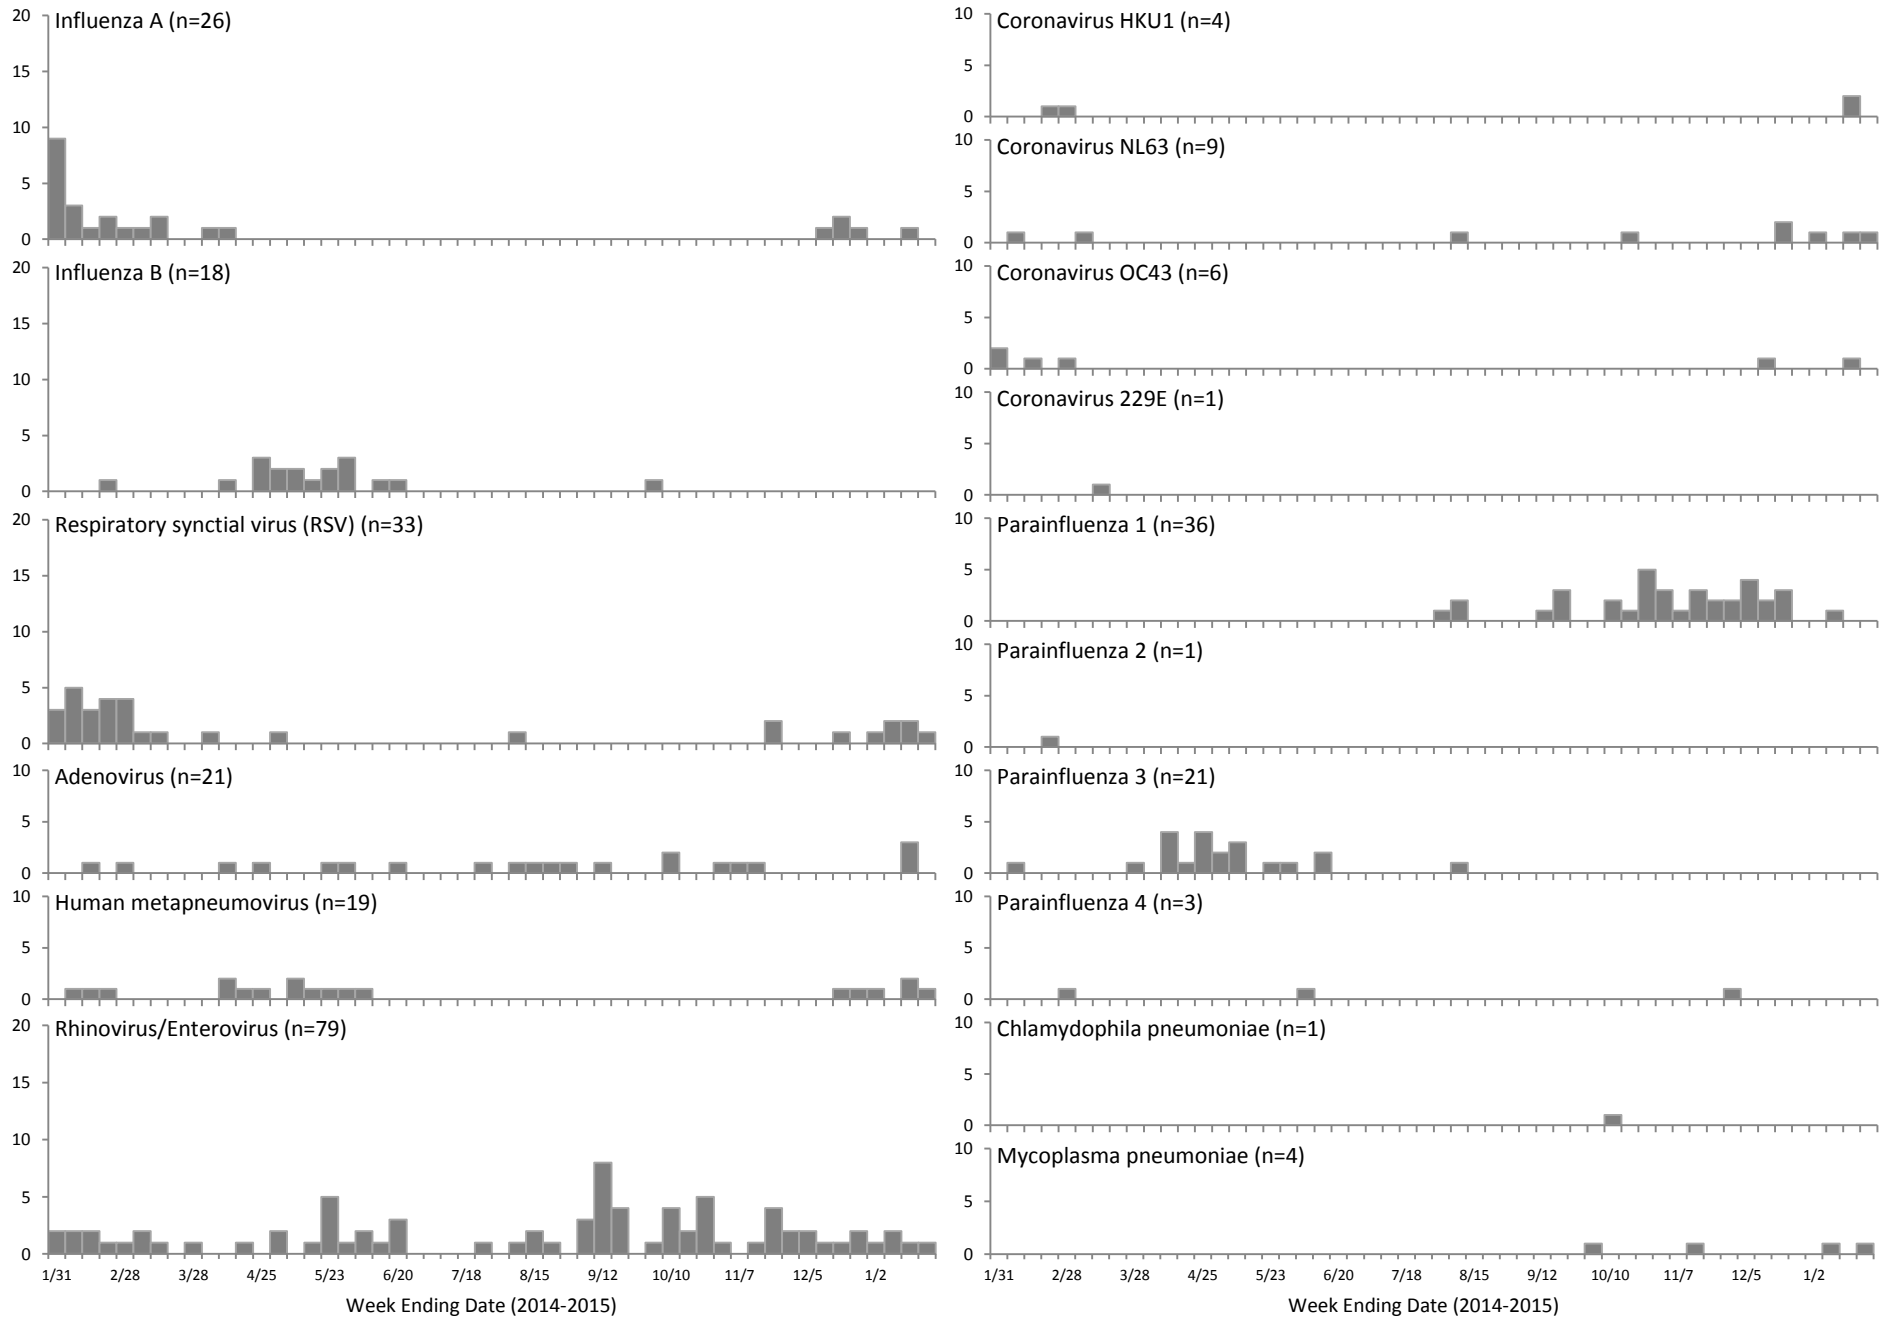 Influenza A (n=26)
20
15
10
5
0
Influenza B (n=18)
20
15
10
5
0
Respiratory synctial virus (RSV) (n=33)
20
15
10
5
0
Adenovirus (n=21)
10
5
0
Human metapneumovirus (n=19)
10
5
0
Rhinovirus/Enterovirus (n=79)
20
15
10
5
0
1/31 2/28 3/28 4/25 5/23 6/20 7/18 8/15 9/12 10/10 11/7 12/5 1/2
Week Ending Date (2014-2015)
Coronavirus HKU1 (n=4)
10
5
0
Coronavirus NL63 (n=9)
10
5
0
Coronavirus OC43 (n=6)
10
5
0
Coronavirus 229E (n=1)
10
5
0
Parainfluenza 1 (n=36)
10
5
0
Parainfluenza 2 (n=1)
10
5
0
Parainfluenza 3 (n=21)
10
5
0
Parainfluenza 4 (n=3)
10
5
0
Chlamydophila pneumoniae (n=1)
10
5
0
Mycoplasma pneumoniae (n=4)
10
5
0
1/31 2/28 3/28 4/25 5/23 6/20 7/18 8/15 9/12 10/10 11/7 12/5 1/2
Week Ending Date (2014-2015)